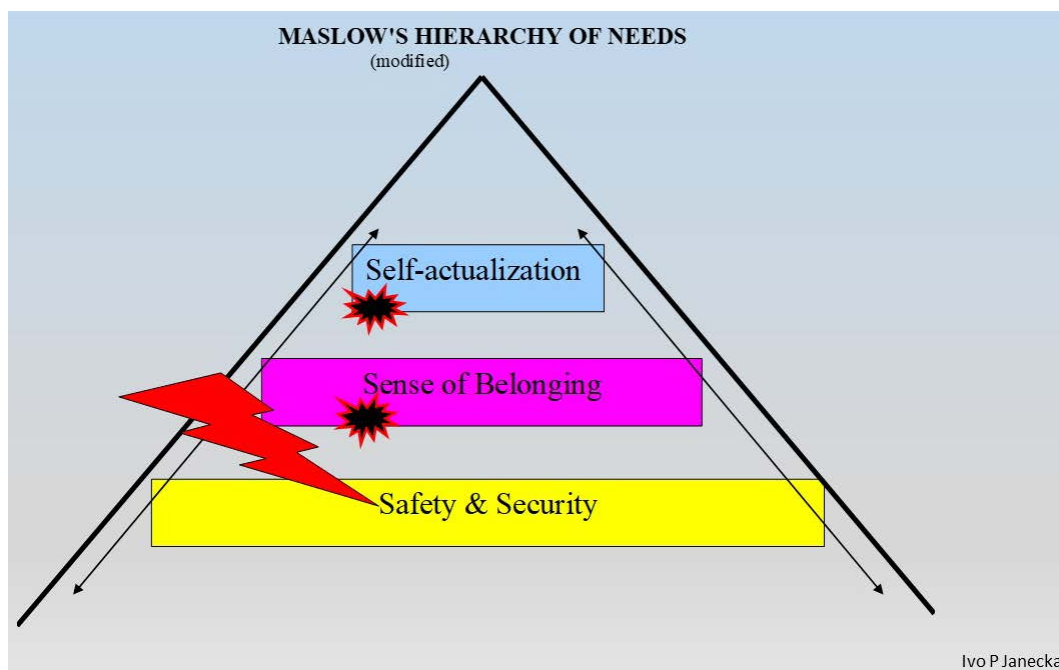 MASLOW'S HIERARCHY OF NEEDS
(modified)
Self-actualization
Sense of Belonging
Safety & Security
Ivo P Janecka